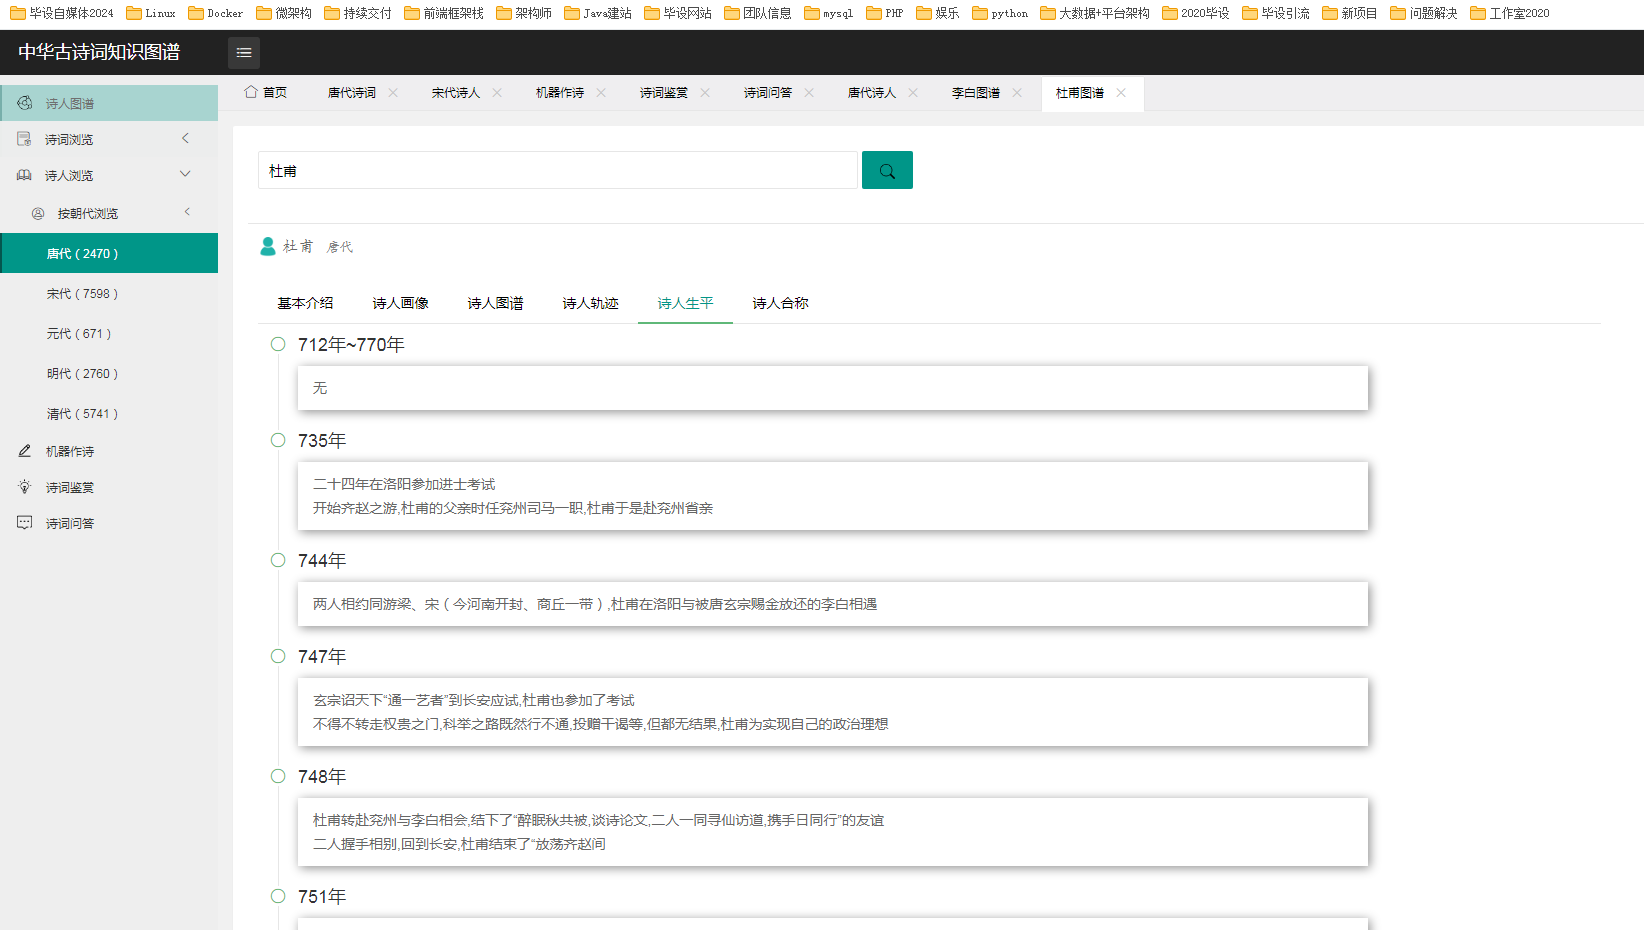 毕设自媒体2024 Linux Docker 微架构 持续交付 前端框架栈 架构师 Java建站 毕设网站 团队信息 mysql PHP 娱乐 python 大数据+平台架构 2020毕设 毕设引流 新项目 问题解决 工作室2020
中华古诗词知识图谱
首页 唐代诗词 宋代诗人 机器作诗 诗词鉴赏 诗词问答 唐代诗人 李白图谱 杜甫图谱
诗人图谱
诗词浏览
诗人浏览
按朝代浏览
唐代（2470）
宋代（7598）
元代（671）
明代（2760）
清代（5741）
机器作诗
诗词鉴赏
诗词问答
杜甫
杜甫 唐代
基本介绍 诗人画像 诗人图谱 诗人轨迹 诗人生平 诗人合称
712年~770年
无
735年
二十四年在洛阳参加进士考试
开始齐赵之游,杜甫的父亲时任兖州司马一职,杜甫于是赴兖州省亲
744年
两人相约同游梁、宋（今河南开封、商丘一带）,杜甫在洛阳与被唐玄宗赐金放还的李白相遇
747年
玄宗诏天下“通一艺者”到长安应试,杜甫也参加了考试
不得不转走权贵之门,科举之路既然行不通,投赠干谒等,但都无结果,杜甫为实现自己的政治理想
748年
杜甫转赴兖州与李白相会,结下了“醉眠秋共被,谈诗论文,二人一同寻仙访道,携手日同行”的友谊
二人握手相别,回到长安,杜甫结束了“放荡齐赵间
751年